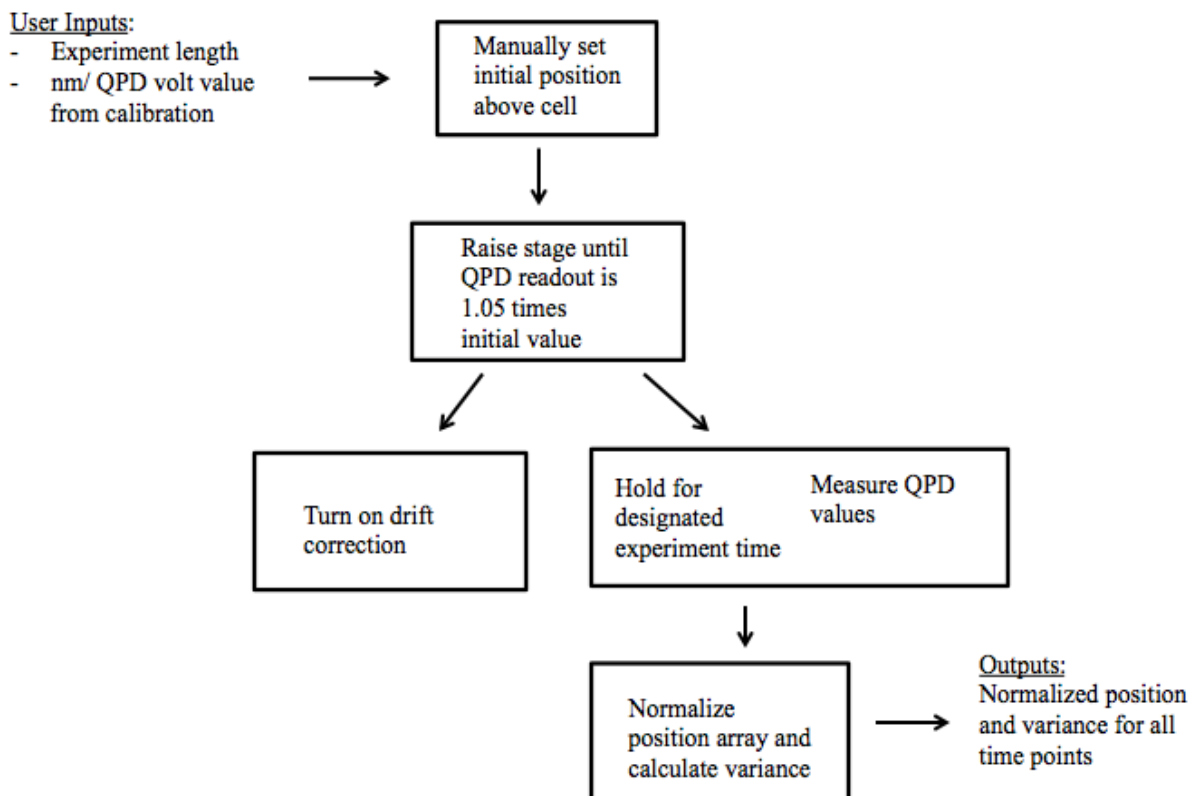 User Inputs:
- Experiment length
- nm/ QPD volt value
from calibration
Manually set
initial position
above cell
Raise stage until
QPD readout is
1.05 times
initial value
Turn on drift
correction
Hold for
designated
experiment time
Measure QPD
values
Normalize
position array and
calculate variance
Outputs:
Normalized position
and variance for all
time points